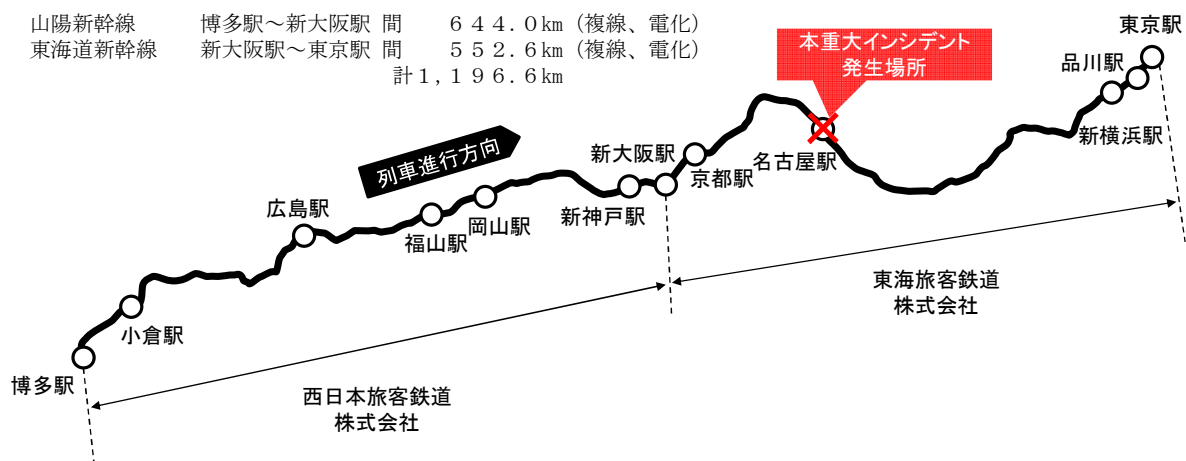 山陽新幹線　　博多駅～新大阪駅 間　　６４４．０㎞（複線、電化）
東海道新幹線　新大阪駅～東京駅 間　　５５２．６㎞（複線、電化）
計１，１９６．６㎞
本重大インシデント
発生場所
東京駅
品川駅
新横浜駅
名古屋駅
京都駅
新大阪駅
新神戸駅
列車進行方向
岡山駅
福山駅
広島駅
小倉駅
博多駅
東海旅客鉄道
株式会社
西日本旅客鉄道
株式会社